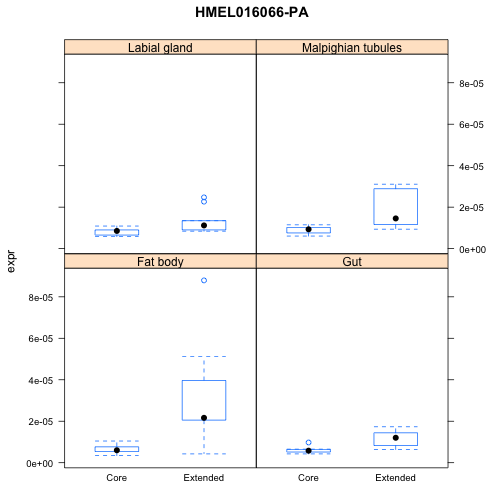 HMEL016066-PA
Labial gland
Malpighian tubules
8e-05
6e-05
4e-05
2e-05
0e+00
expr
Fat body
Gut
8e-05
6e-05
4e-05
2e-05
0e+00
Core
Extended
Core
Extended